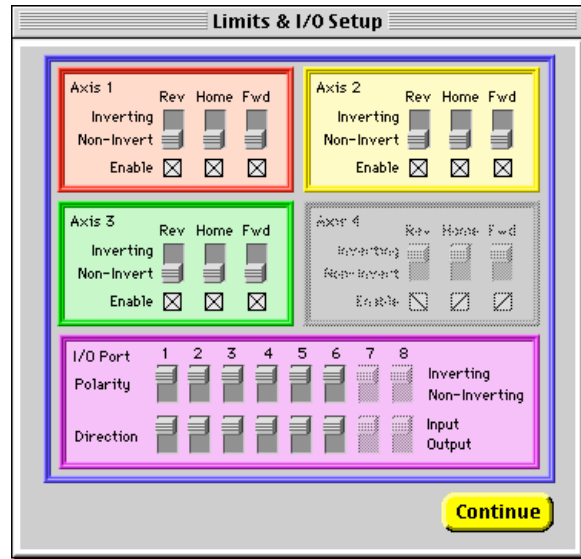 Limits & I/O Setup
Axis 1
Rev Home Fwd
Inverting
Non-Invert
Enable
Axis 2
Rev Home Fwd
Inverting
Non-Invert
Enable
Axis 3
Rev Home Fwd
Inverting
Non-Invert
Enable
Axis 4
Rev Home Fwd
Inverting
Non-Invert
Enable
I/O Port 1 2 3 4 5 6 7 8
Polarity
Inverting
Non-Inverting
Direction
Input
Output
Continue